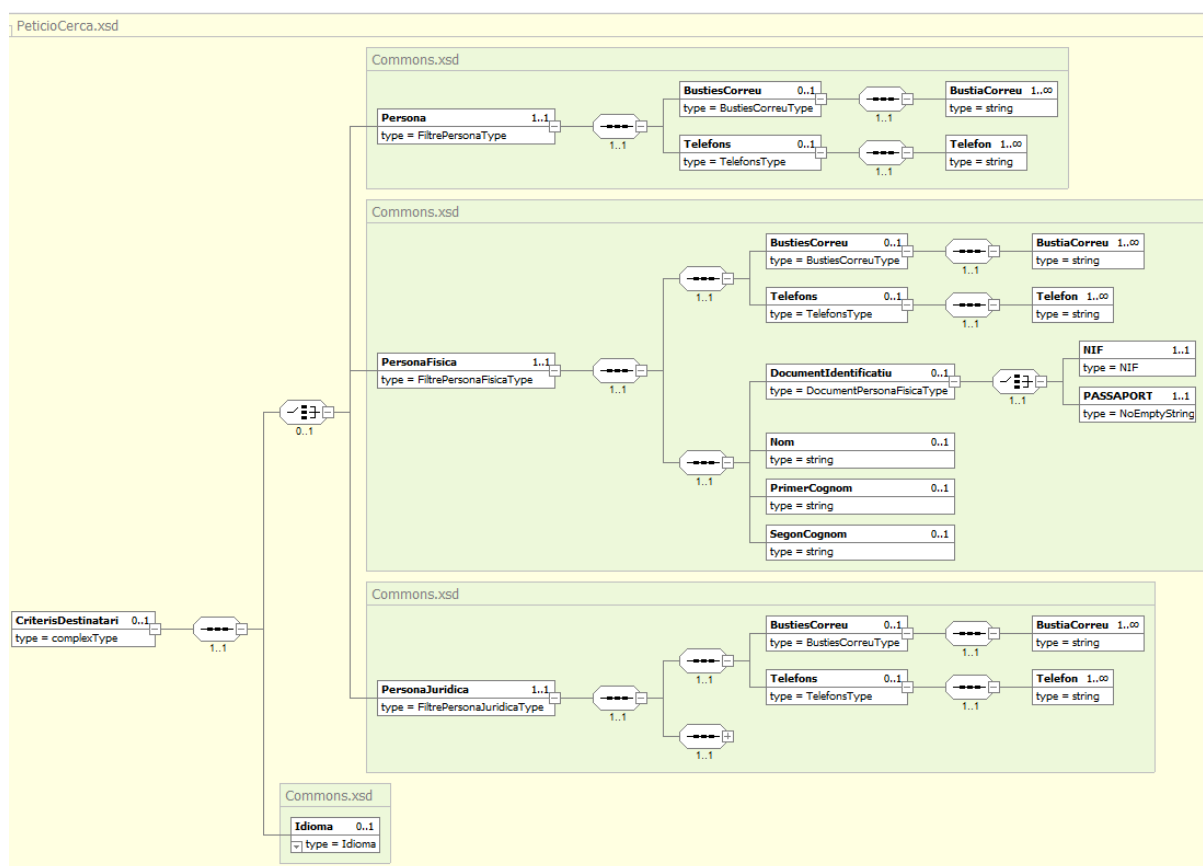 PeticioCerca.xsd
Commons.xsd
Persona 1..1
type = FiltrePersonaType
1..1
BustiesCorreu 0..1
type = BustiesCorreuType
1..1
BustiaCorreu 1..∞
type = string
Telefons 0..1
type = TelefonsType
1..1
Telefon 1..∞
type = string
Commons.xsd
PersonaFisica 1..1
type = FiltrePersonaFisicaType
1..1
1..1
BustiesCorreu 0..1
type = BustiesCorreuType
1..1
BustiaCorreu 1..∞
type = string
Telefons 0..1
type = TelefonsType
1..1
Telefon 1..∞
type = string
1..1
DocumentIdentificatiu 0..1
type = DocumentPersonaFisicaType
1..1
NIF 1..1
type = NIF
PASSAPORT 1..1
type = NoEmptyString
Nom 0..1
type = string
PrimerCognom 0..1
type = string
SegonCognom 0..1
type = string
0..1
CriterisDestinatari 0..1
type = complexType
1..1
Commons.xsd
PersonaJuridica 1..1
type = FiltrePersonaJuridicaType
1..1
1..1
BustiesCorreu 0..1
type = BustiesCorreuType
1..1
BustiaCorreu 1..∞
type = string
Telefons 0..1
type = TelefonsType
1..1
Telefon 1..∞
type = string
1..1
Commons.xsd
Idioma 0..1
type = Idioma